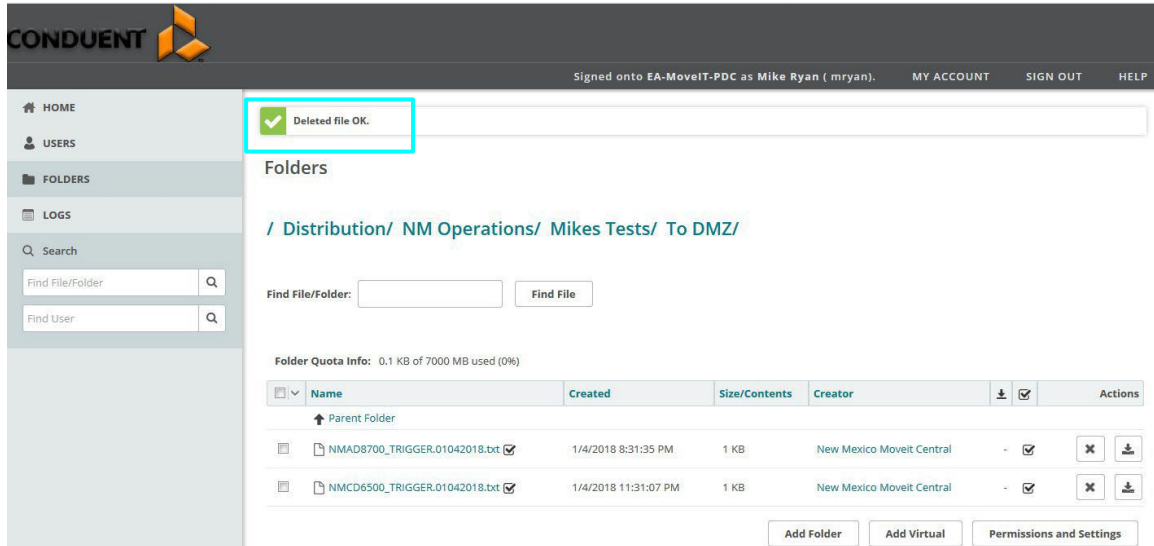 CONDUENT
Signed onto EA-MoveIT-PDC as Mike Ryan ( mryan). MY ACCOUNT SIGN OUT HELP
HOME
USERS
FOLDERS
LOGS
Search
Find File/Folder
Find User
Deleted file OK.
Folders
/ Distribution/ NM Operations/ Mikes Tests/ To DMZ/
Find File/Folder: Find File
Folder Quota Info: 0.1 KB of 7000 MB used (0%)
Name Created Size/Contents Creator Actions
Parent Folder
NMAD8700_TRIGGER.01042018.txt 1/4/2018 8:31:35 PM 1 KB New Mexico Moveit Central -
NMCD6500_TRIGGER.01042018.txt 1/4/2018 11:31:07 PM 1 KB New Mexico Moveit Central -
Add Folder Add Virtual Permissions and Settings